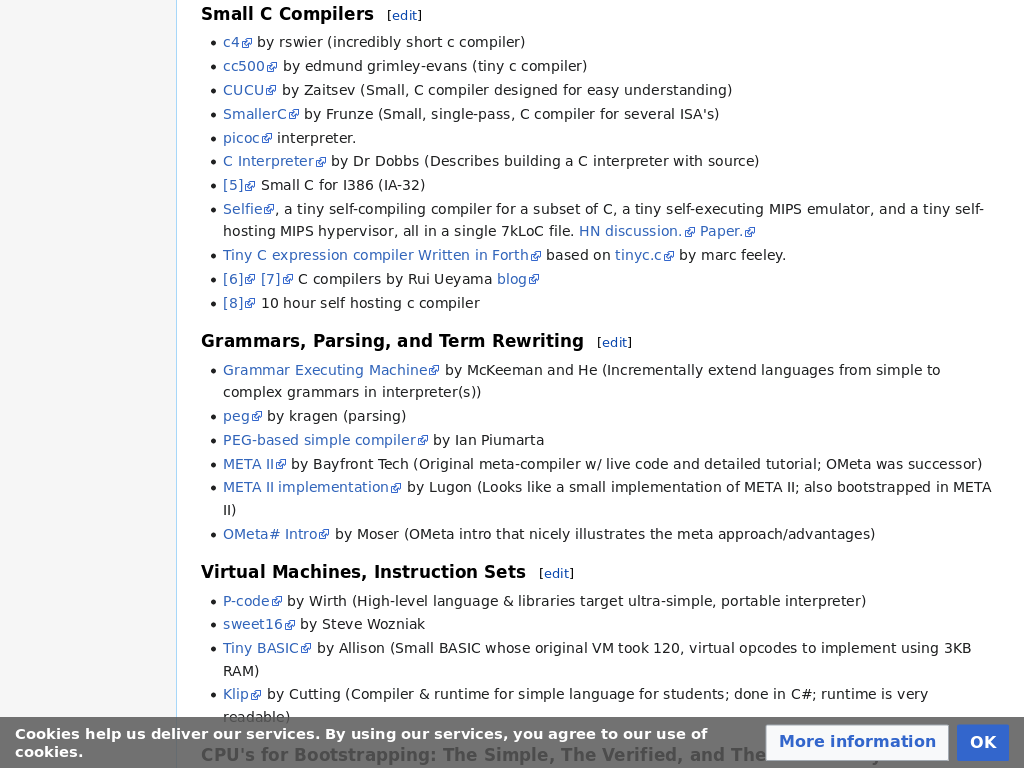 Small C Compilers [edit]
• c4 by rswier (incredibly short c compiler)
• cc500 by edmund grimley-evans (tiny c compiler)
• CUCU by Zaitsev (Small, C compiler designed for easy understanding)
• SmallerC by Frunze (Small, single-pass, C compiler for several ISA's)
• picoc interpreter.
• C Interpreter by Dr Dobbs (Describes building a C interpreter with source)
• [5] Small C for I386 (IA-32)
• Selfie, a tiny self-compiling compiler for a subset of C, a tiny self-executing MIPS emulator, and a tiny self-
hosting MIPS hypervisor, all in a single 7kLoC file. HN discussion. Paper.
• Tiny C expression compiler Written in Forth based on tinyc.c by marc feeley.
• [6] [7] C compilers by Rui Ueyama blog
• [8] 10 hour self hosting c compiler
Grammars, Parsing, and Term Rewriting [edit]
• Grammar Executing Machine by McKeeman and He (Incrementally extend languages from simple to
complex grammars in interpreter(s))
• peg by kragen (parsing)
• PEG-based simple compiler by Ian Piumarta
• META II by Bayfront Tech (Original meta-compiler w/ live code and detailed tutorial; OMeta was successor)
• META II implementation by Lugon (Looks like a small implementation of META II; also bootstrapped in META
II)
• OMeta# Intro by Moser (OMeta intro that nicely illustrates the meta approach/advantages)
Virtual Machines, Instruction Sets [edit]
• P-code by Wirth (High-level language & libraries target ultra-simple, portable interpreter)
• sweet16 by Steve Wozniak
• Tiny BASIC by Allison (Small BASIC whose original VM took 120, virtual opcodes to implement using 3KB
RAM)
• Klip by Cutting (Compiler & runtime for simple language for students; done in C#; runtime is very
readable)
CPU's for Bootstrapping: The Simple, The Verified, and The
Cookies help us deliver our services. By using our services, you agree to our use of
cookies.
More information
OK